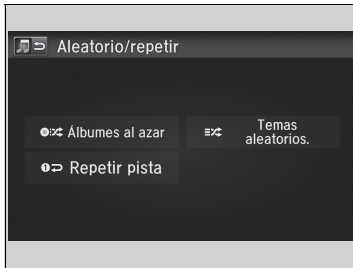 Aleatorio/repetir
Álbumes al azar
Temas
aleatorios.
Repetir pista